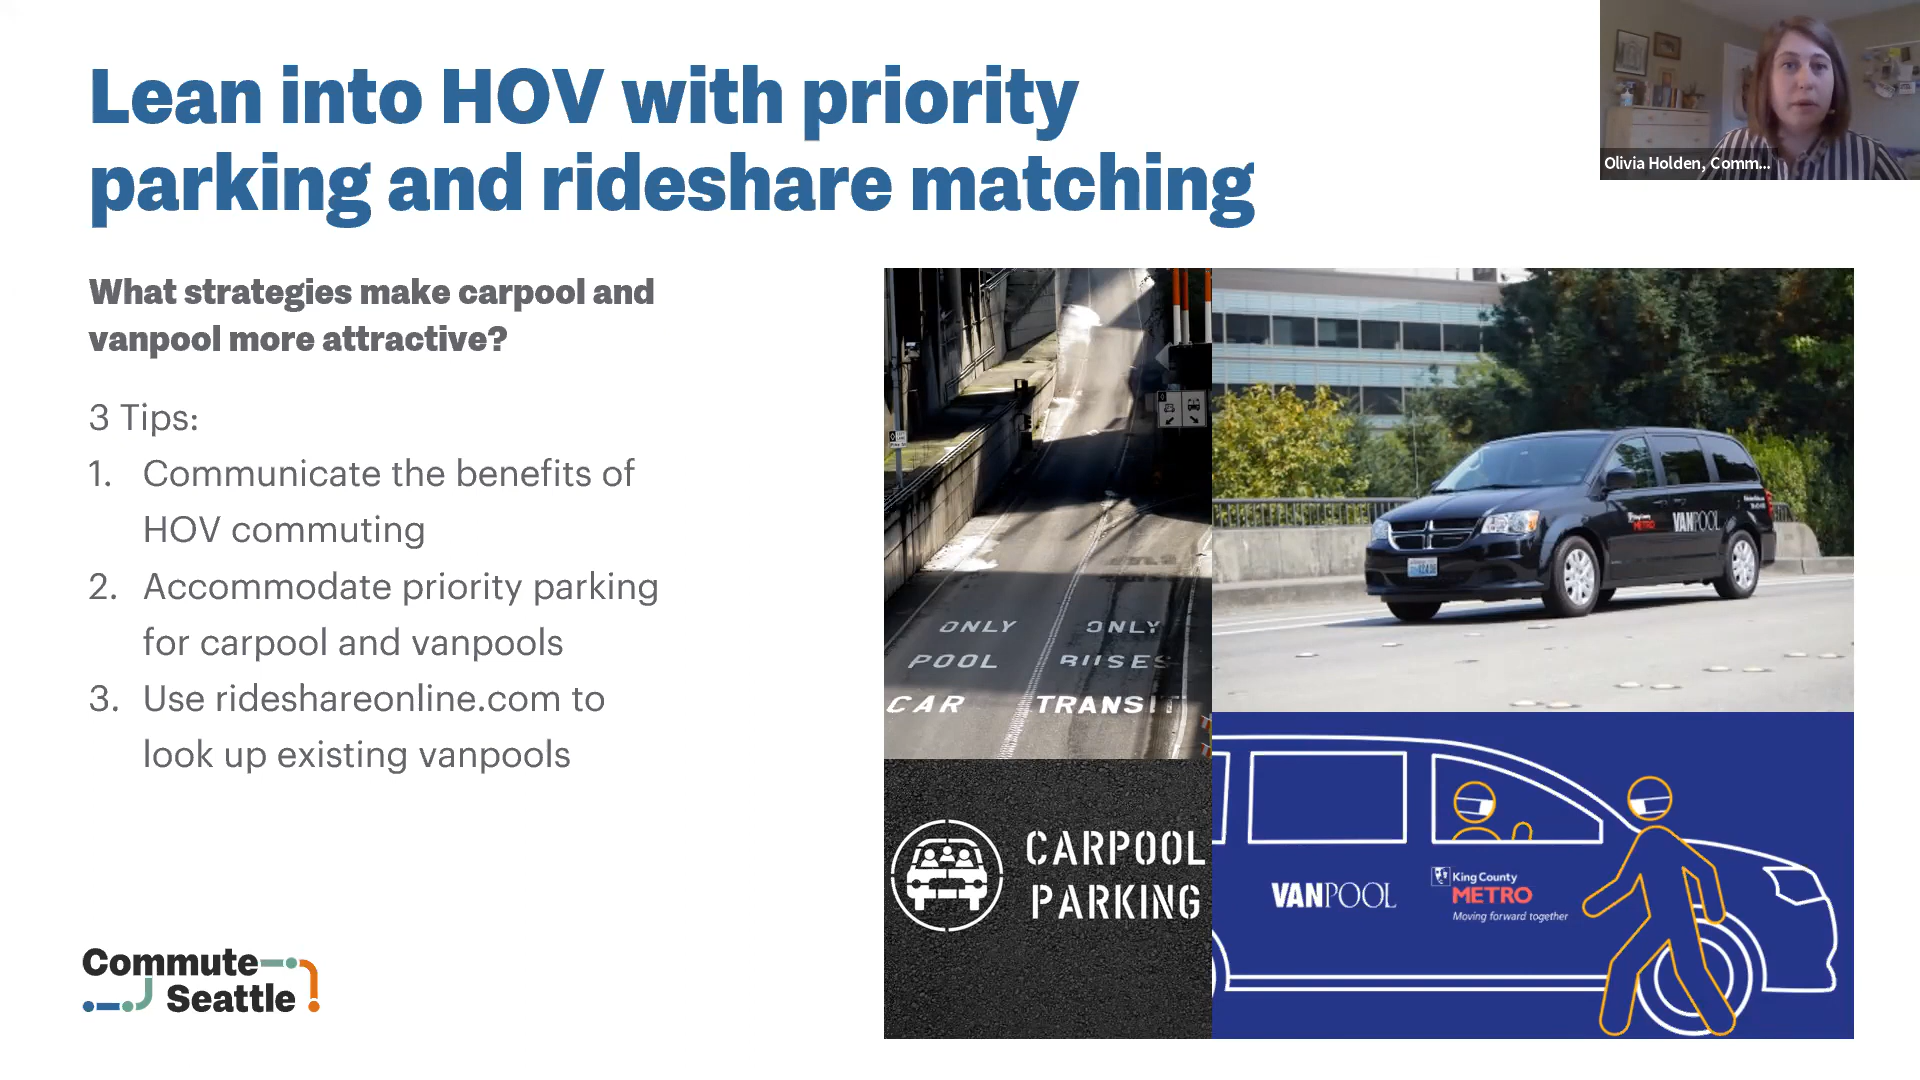 Lean into HOV with priority
parking and rideshare matching
Olivia Holden, Comm...
What strategies make carpool and
vanpool more attractive?
3 Tips:
1. Communicate the benefits of
HOV commuting
2. Accommodate priority parking
for carpool and vanpools
3. Use rideshareonline.com to
look up existing vanpools
ONLY ONLY
POOL BUSES
CAR TRANSIT
METRO VANPOOL
CARPOOL
PARKING
VANPOOL
King County
METRO
Moving forward together
Commute
Seattle